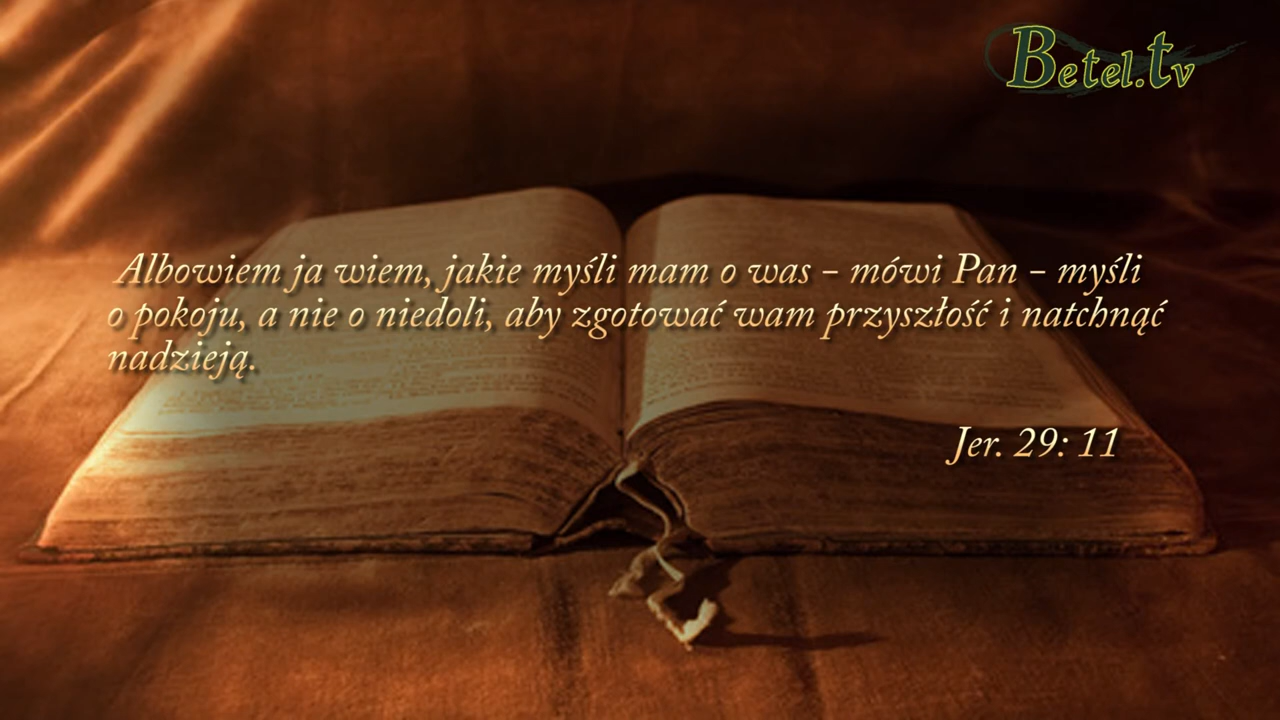 Betel.tv
Albowiem ja wiem, jakie myśli mam o was – mówi Pan – myśli
o pokoju, a nie o niedoli, aby zgotować wam przyszłość i natchnąć
nadzieją.
Jer. 29: 11